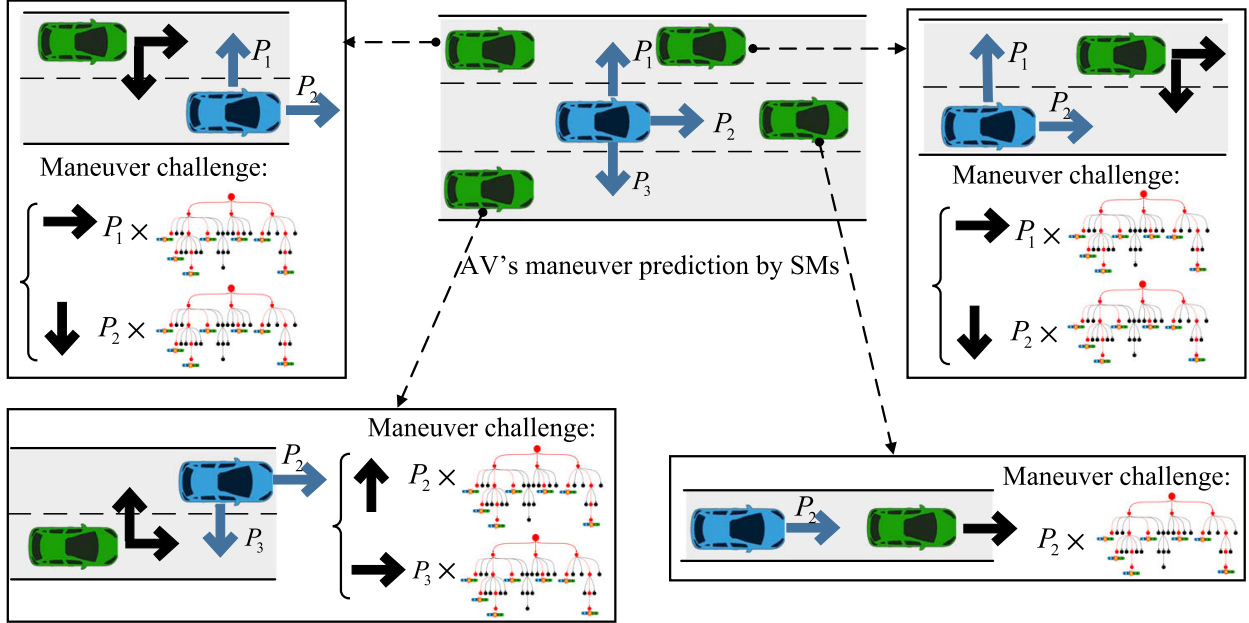 P1
P2
Maneuver challenge:
P1 ×
P2 ×
P1
P2
P3
AV's maneuver prediction by SMs
P1
P2
Maneuver challenge:
P1 ×
P2 ×
P2
P3
Maneuver challenge:
P2 ×
P3 ×
P2
Maneuver challenge:
P2 ×